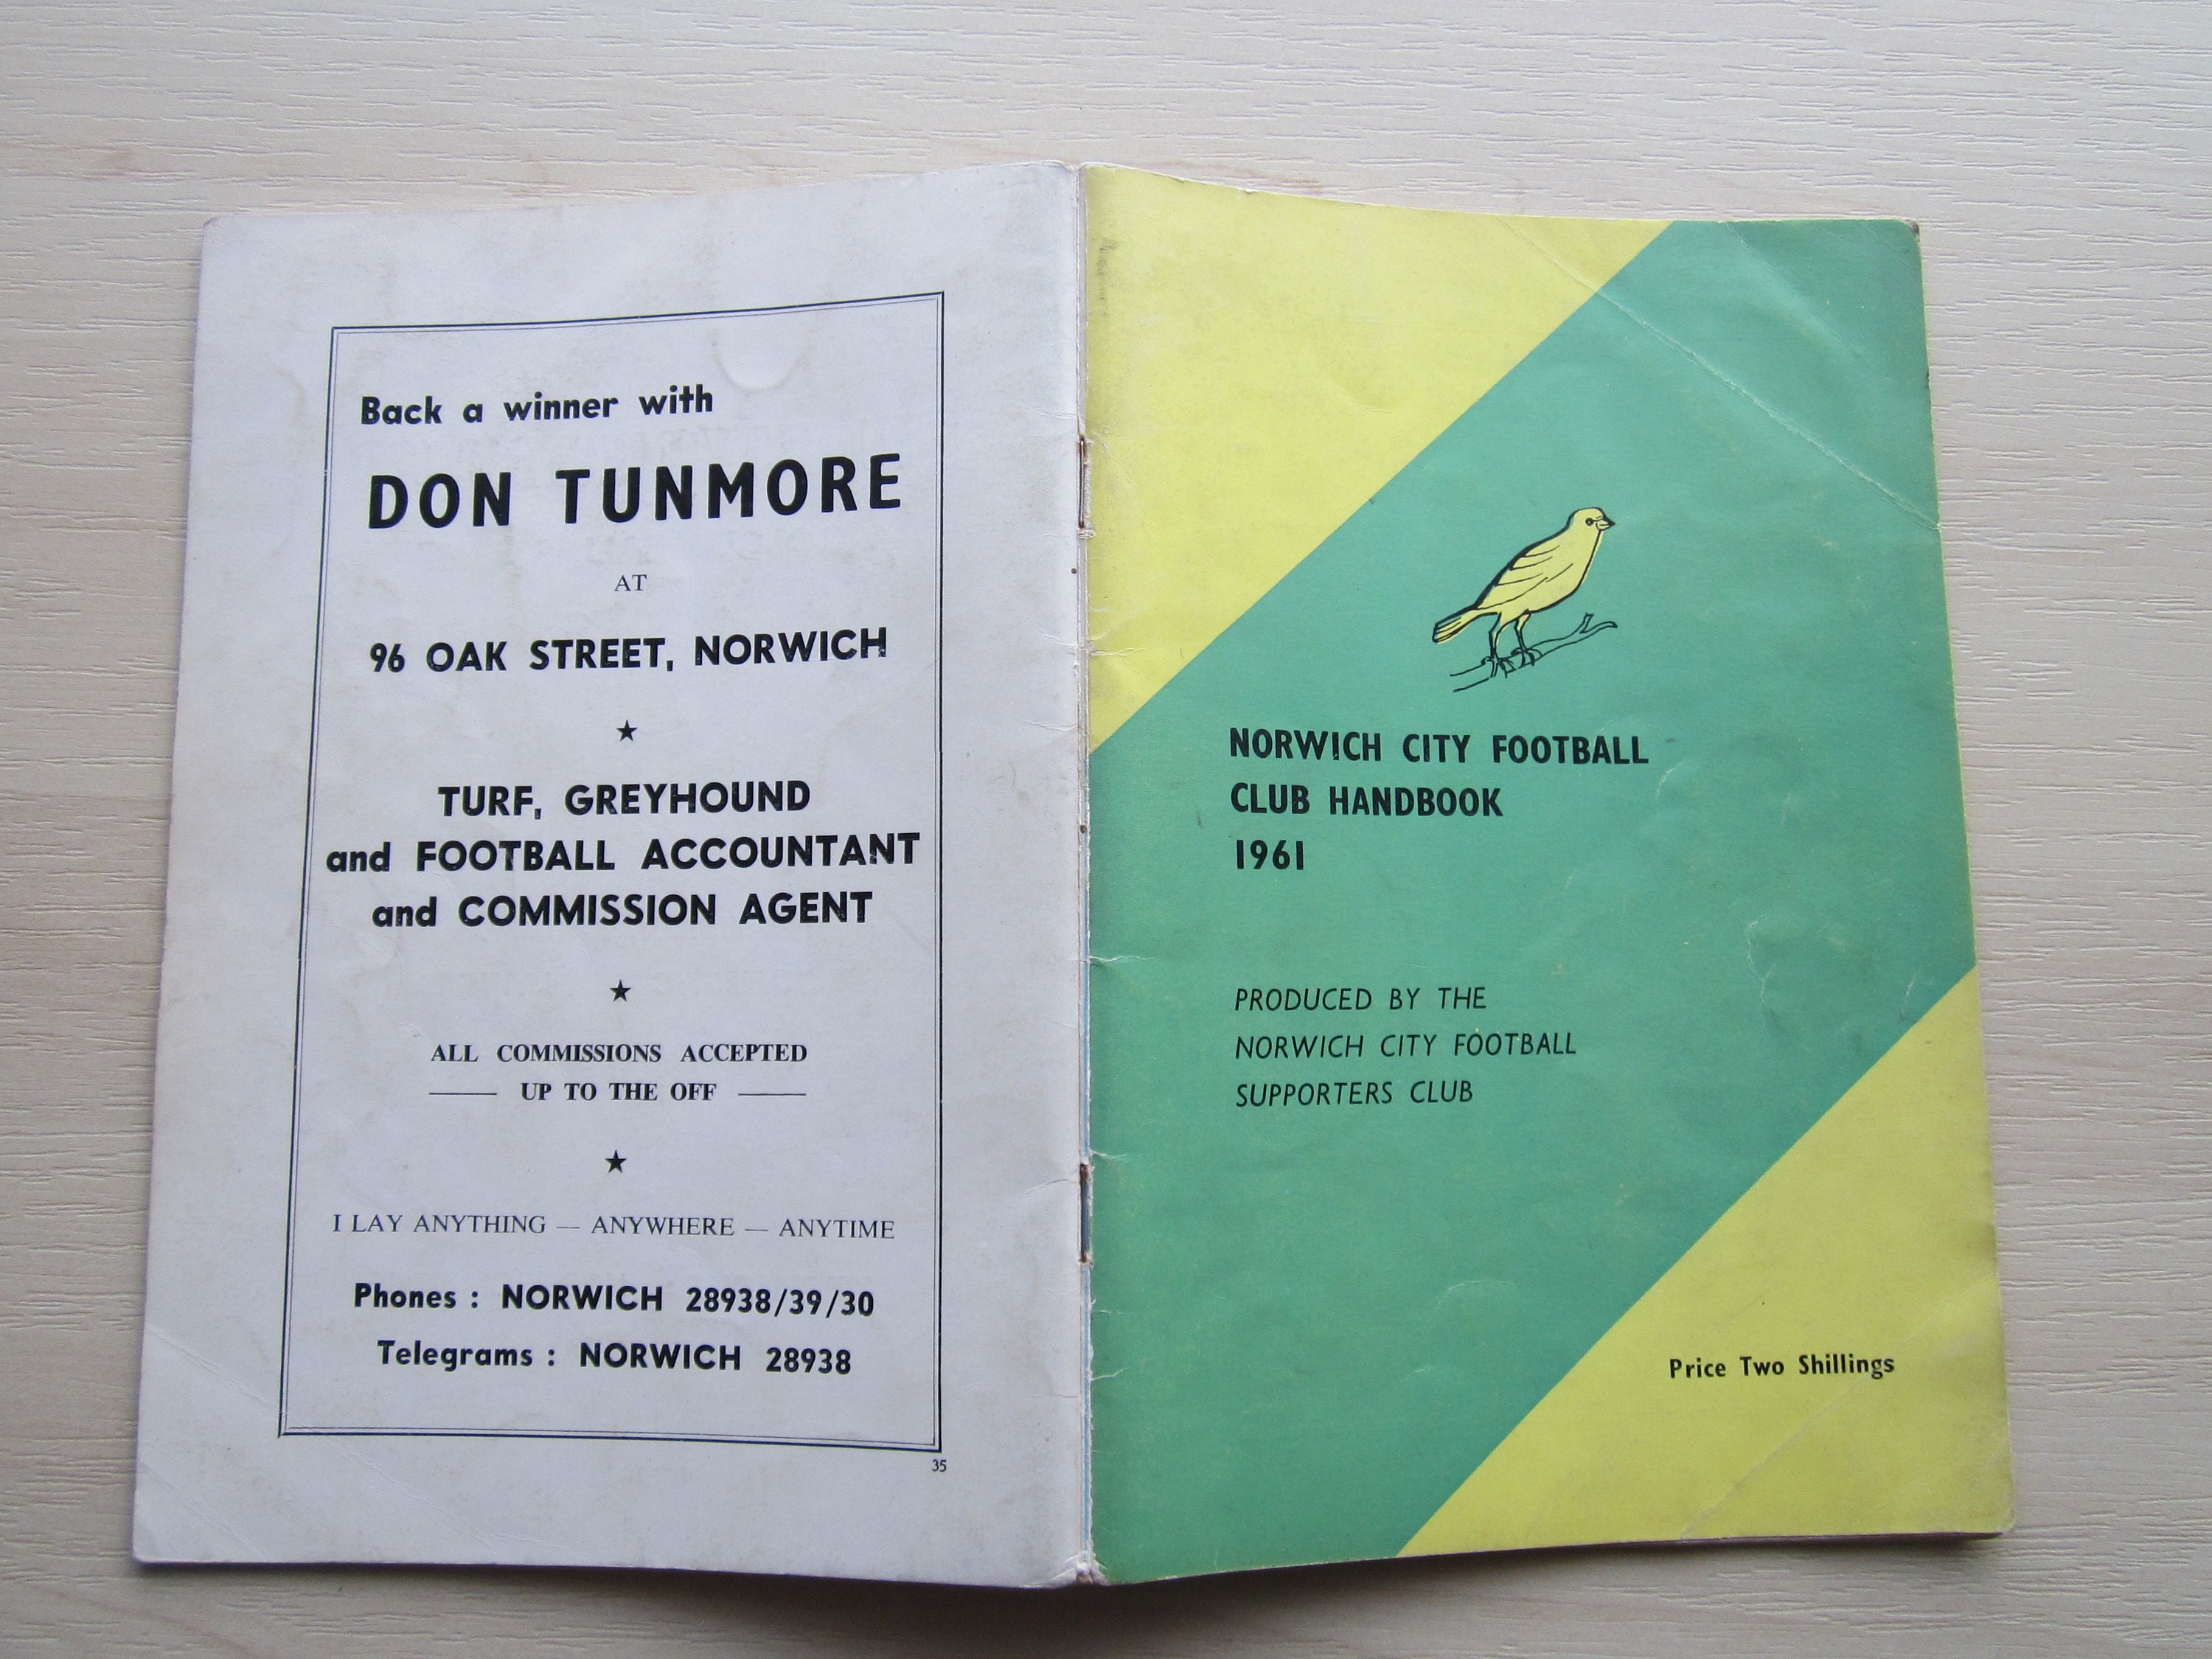 Back a winner with
DON TUNMORE
AT
96 OAK STREET, NORWICH
TURF, GREYHOUND
and FOOTBALL ACCOUNTANT
and COMMISSION AGENT
ALL COMMISSIONS ACCEPTED
UP TO THE OFF
I LAY ANYTHING — ANYWHERE — ANYTIME
Phones : NORWICH 28938/39/30
Telegrams : NORWICH 28938
35
NORWICH CITY FOOTBALL
CLUB HANDBOOK
1961
PRODUCED BY THE
NORWICH CITY FOOTBALL
SUPPORTERS CLUB
Price Two Shillings